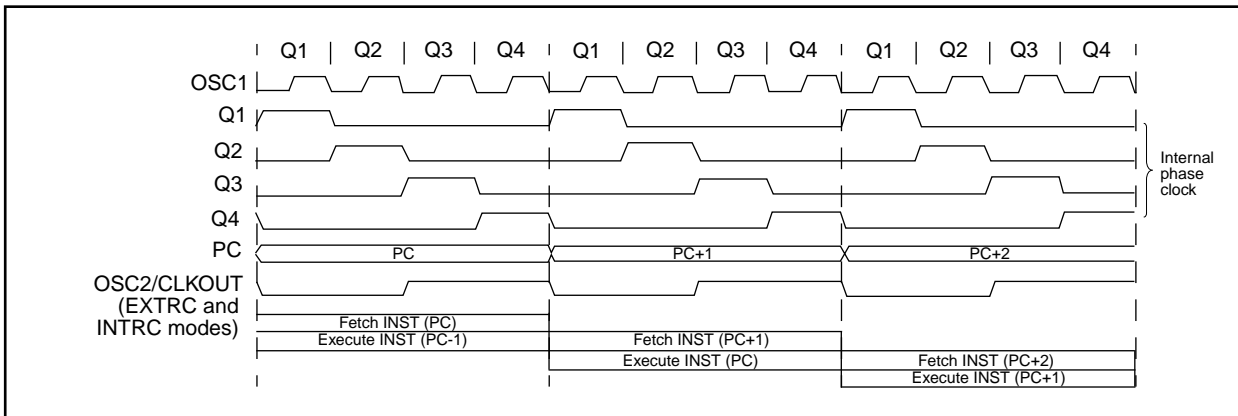 Q1 Q2 Q3 Q4 Q1 Q2 Q3 Q4 Q1 Q2 Q3 Q4
OSC1
Q1
Q2
Q3
Q4
PC
PC PC+1 PC+2
OSC2/CLKOUT
(EXTRC and
INTRC modes)
Internal
phase
clock
Fetch INST (PC)
Execute INST (PC-1) Fetch INST (PC+1)
Execute INST (PC) Fetch INST (PC+2)
Execute INST (PC+1)